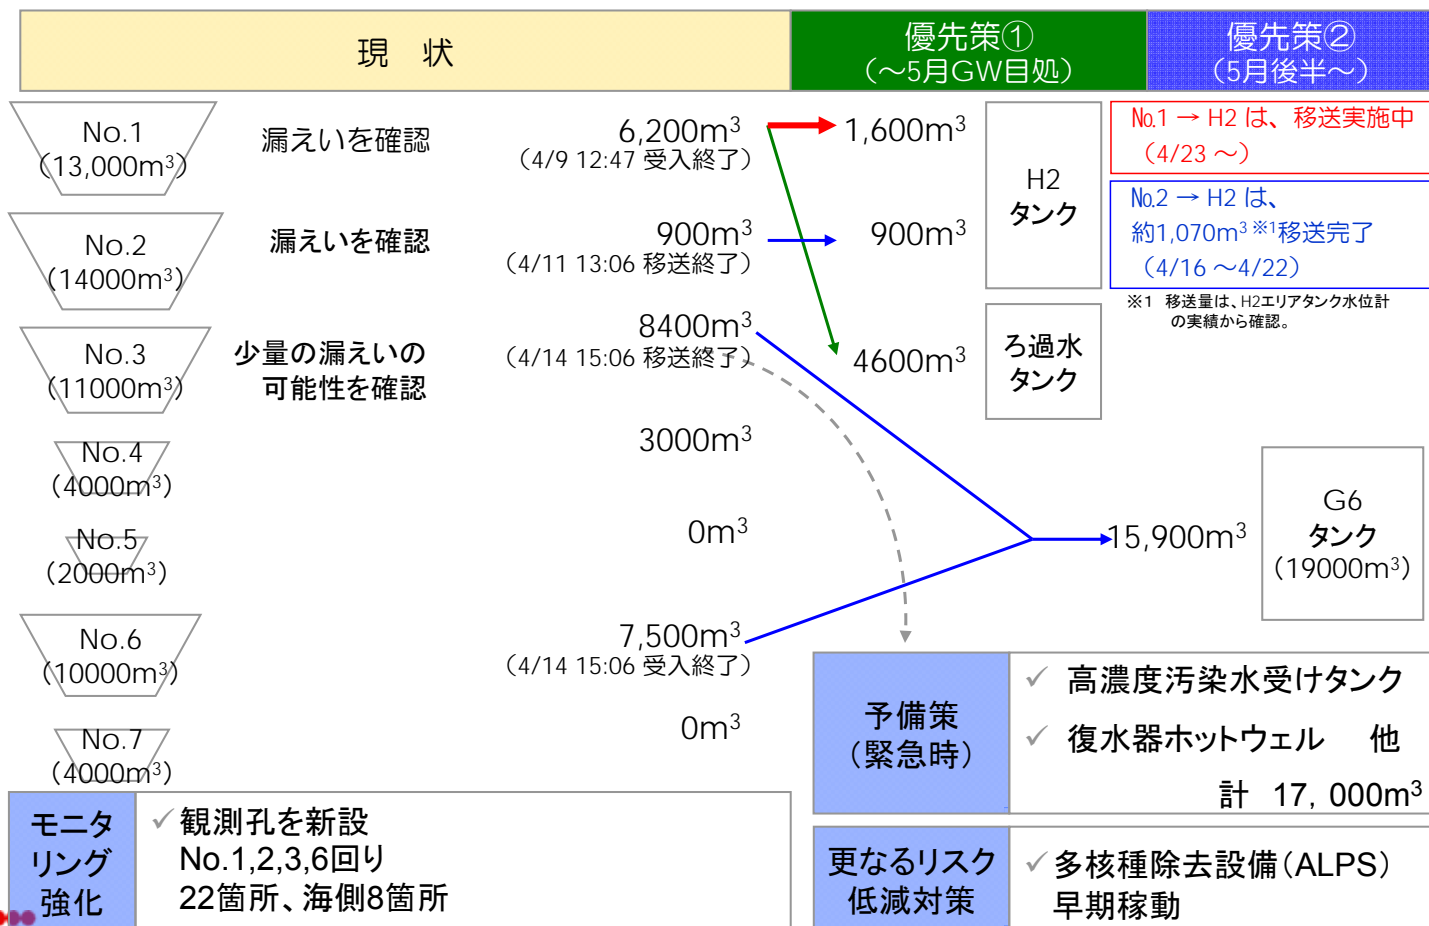 現 状
優先策①
(～5月GW目処)
優先策②
(5月後半～)
No.1
(13,000m³)
漏えいを確認
6,200m³
(4/9 12:47 受入終了)
1,600m³
H2
タンク
№1 → H2 は、移送実施中
(4/23 ～)
No.2
(14000m³)
漏えいを確認
900m³
(4/11 13:06 移送終了)
900m³
№2 → H2 は、
約1,070m³ ※1移送完了
(4/16 ～4/22)
※1 移送量は、H2エリアタンク水位計
の実績から確認。
No.3
(11000m³)
少量の漏えいの
可能性を確認
8400m³
(4/14 15:06 移送終了)
4600m³
ろ過水
タンク
No.4
(4000m³)
3000m³
No.5
(2000m³)
0m³
15,900m³
G6
タンク
(19000m³)
No.6
(10000m³)
7,500m³
(4/14 15:06 受入終了)
No.7
(4000m³)
0m³
予備策
(緊急時)
✓ 高濃度汚染水受けタンク
✓ 復水器ホットウェル 他
計 17, 000m³
モニタ
リング
強化
✓ 観測孔を新設
No.1,2,3,6回り
22箇所、海側8箇所
更なるリスク
低減対策
✓ 多核種除去設備(ALPS)
早期稼動